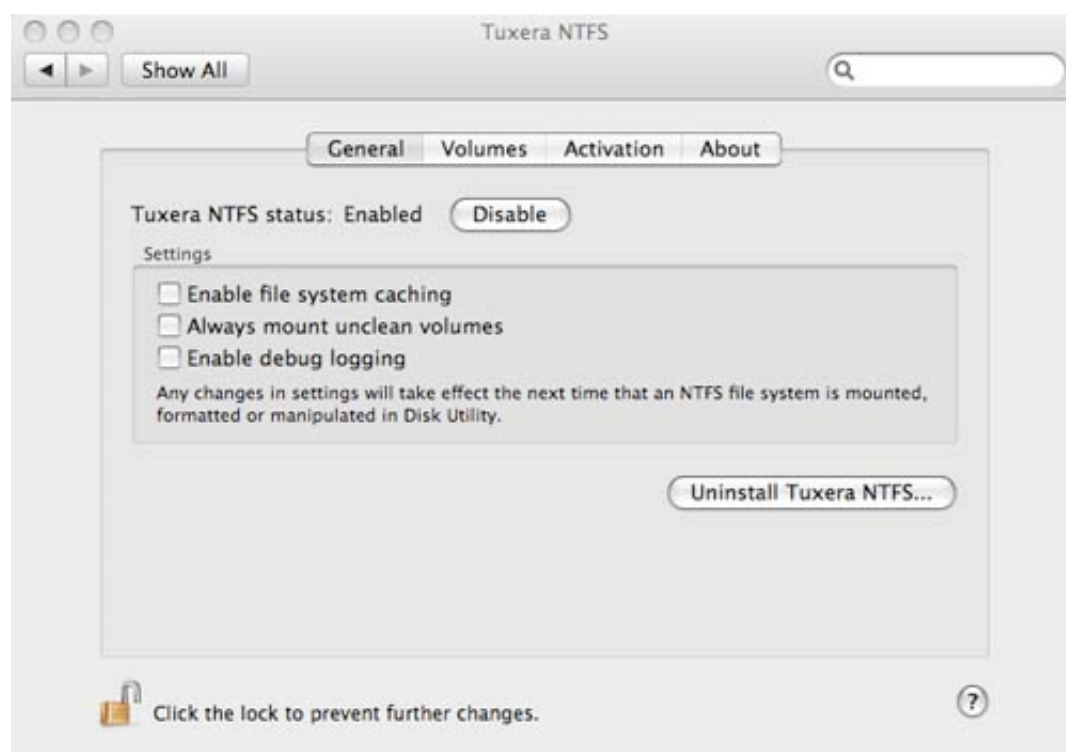 Tuxera NTFS
Show All
General Volumes Activation About
Tuxera NTFS status: Enabled Disable
Settings
Enable file system caching
Always mount unclean volumes
Enable debug logging
Any changes in settings will take effect the next time that an NTFS file system is mounted,
formatted or manipulated in Disk Utility.
Uninstall Tuxera NTFS...
Click the lock to prevent further changes.
?